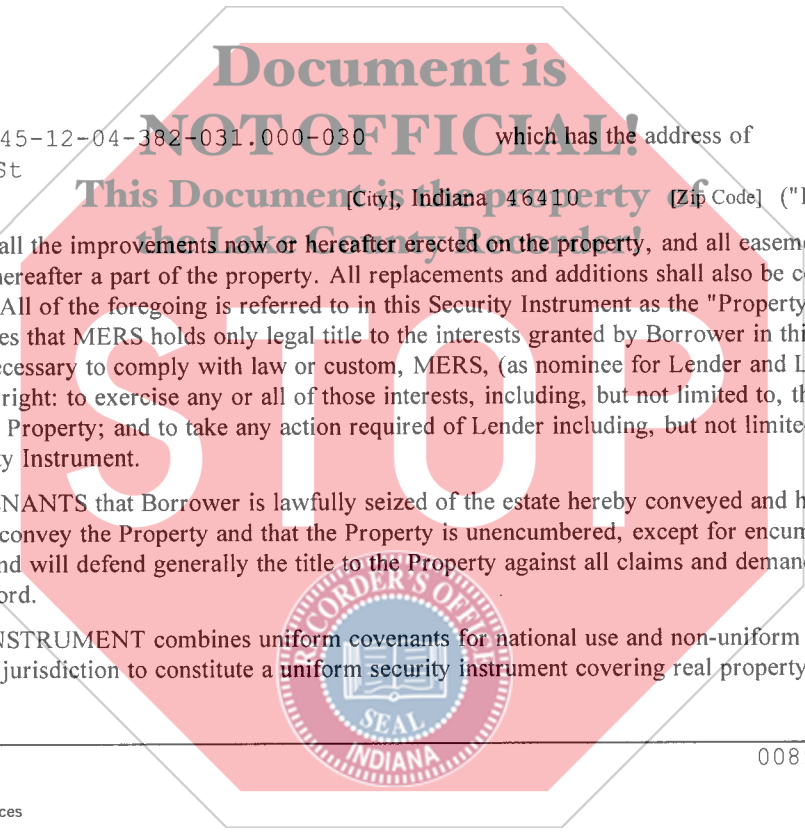 Document is
NOT OFFICIAL!
45-12-04-382-031.000-030 which has the address of
St
This Document is the property of
[City], Indiana 46410 [Zip Code] ("
the Lake County Recorder!
all the improvements now or hereafter erected on the property, and all easem
hereafter a part of the property. All replacements and additions shall also be c
All of the foregoing is referred to in this Security Instrument as the "Property
es that MERS holds only legal title to the interests granted by Borrower in thi
ecessary to comply with law or custom, MERS, (as nominee for Lender and L
right: to exercise any or all of those interests, including, but not limited to, th
Property; and to take any action required of Lender including, but not limite
y Instrument.
STOP
ENANTS that Borrower is lawfully seized of the estate hereby conveyed and h
convey the Property and that the Property is unencumbered, except for encum
nd will defend generally the title to the Property against all claims and deman
ord.
NSTRUMENT combines uniform covenants for national use and non-uniform
jurisdiction to constitute a uniform security instrument covering real property
RECORDER'S OFFICE
SEAL
INDIANA
008
ces